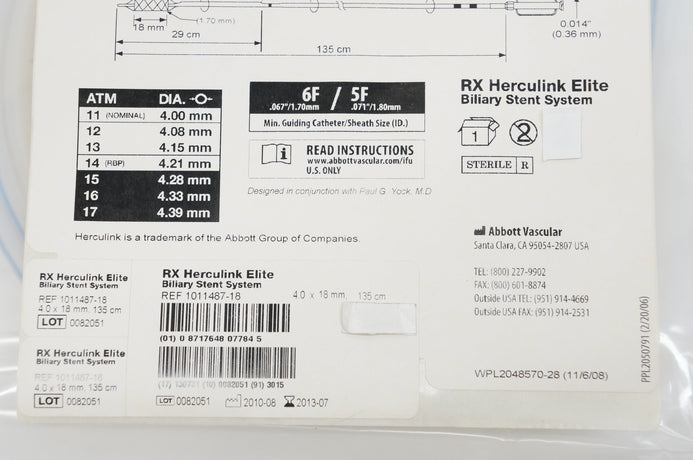 18 mm
(1.70 mm)
29 cm
135 cm
0.014"
(0.36 mm)
ATM DIA.
11 (NOMINAL) 4.00 mm
12 4.08 mm
13 4.15 mm
14 (RBP) 4.21 mm
15 4.28 mm
16 4.33 mm
17 4.39 mm
6F / 5F
.067"/1.70mm .071"/1.80mm
Min. Guiding Catheter/Sheath Size (I.D.)
i READ INSTRUCTIONS
www.abbottvascular.com/ifu
U.S. ONLY
Designed in conjunction with Paul G. Yock, M.D
RX Herculink Elite
Biliary Stent System
1 2
STERILE R
Herculink is a trademark of the Abbott Group of Companies.
Abbott Vascular
Santa Clara, CA 95054-2807 USA
TEL: (800) 227-9902
FAX: (800) 601-8874
Outside USA TEL: (951) 914-4669
Outside USA FAX: (951) 914-2531
WPL2048570-28 (11/6/08)
PPL2050791 (2/20/06)
RX Herculink Elite
Biliary Stent System
REF 1011487-18
4.0 x 18 mm, 135 cm
LOT 0082051
RX Herculink Elite
Biliary Stent System
REF 1011487-18
4.0 x 18 mm, 135 cm
LOT 0082051
RX Herculink Elite
Biliary Stent System
REF 1011487-18 4.0 x 18 mm, 135 cm
(01) 0 8717648 07784 5
(17) 130731 (10) 0082051 (91) 3015
LOT 0082051 2010-08 2013-07